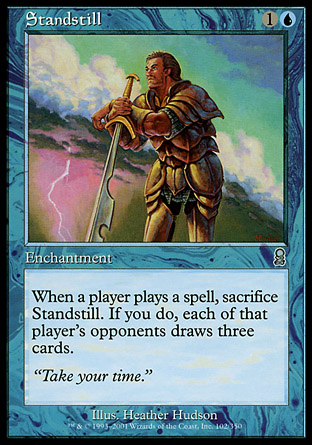 Standstill 1
Enchantment
When a player plays a spell, sacrifice
Standstill. If you do, each of that
player's opponents draws three
cards.
“Take your time.”
Illus. Heather Hudson
™ & © 1993–2001 Wizards of the Coast, Inc. 102/350